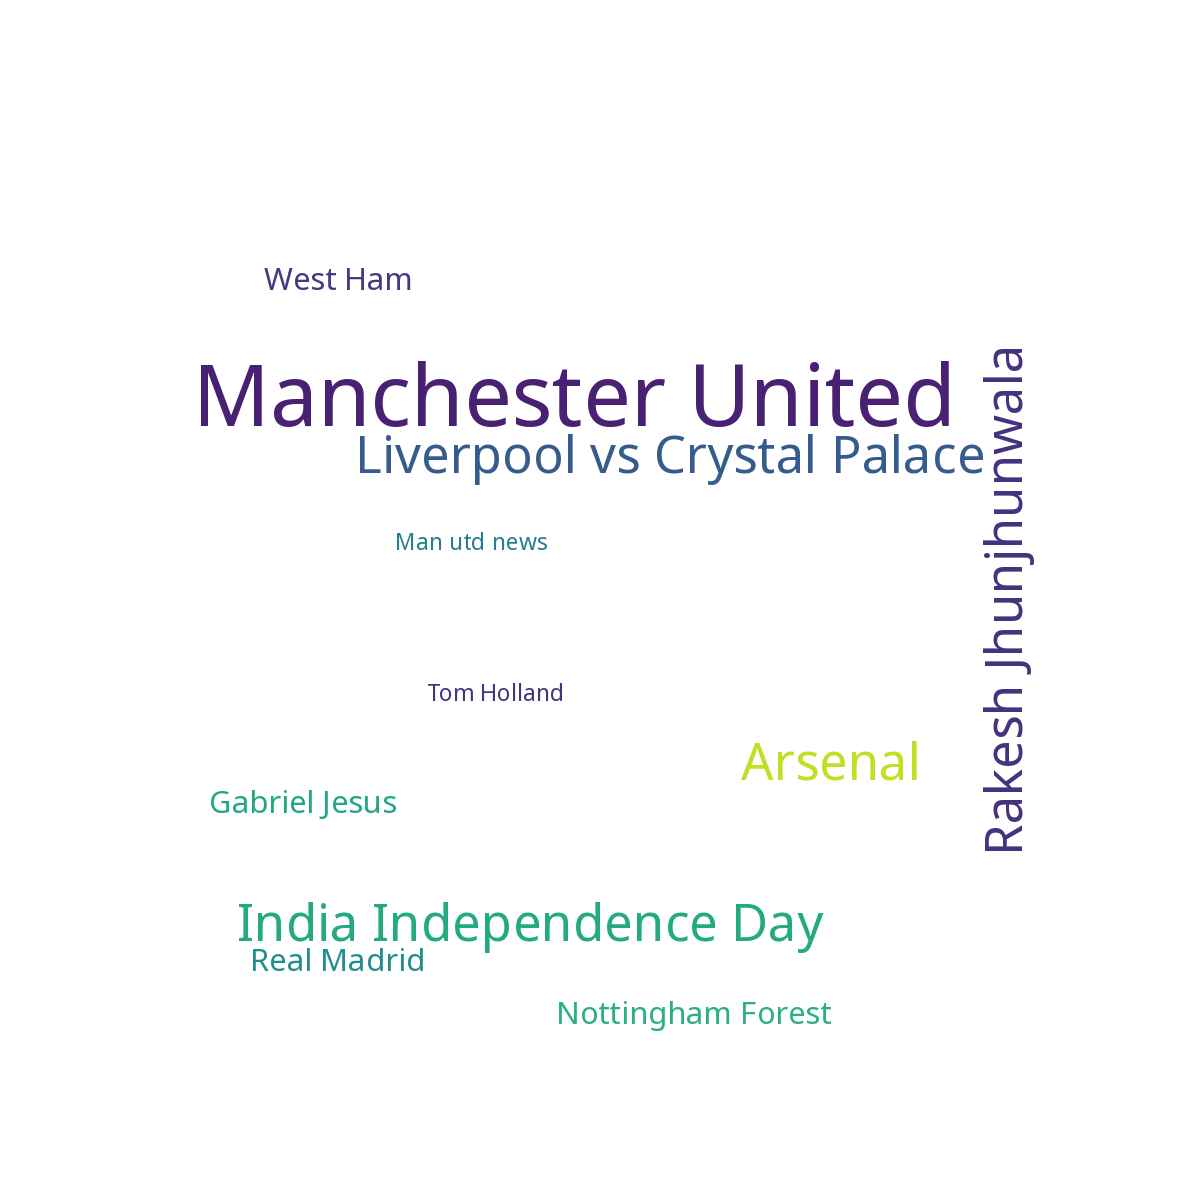 West Ham
Manchester United
Liverpool vs Crystal Palace
Rakesh Jhunjhunwala
Man utd news
Tom Holland
Arsenal
Gabriel Jesus
India Independence Day
Real Madrid
Nottingham Forest